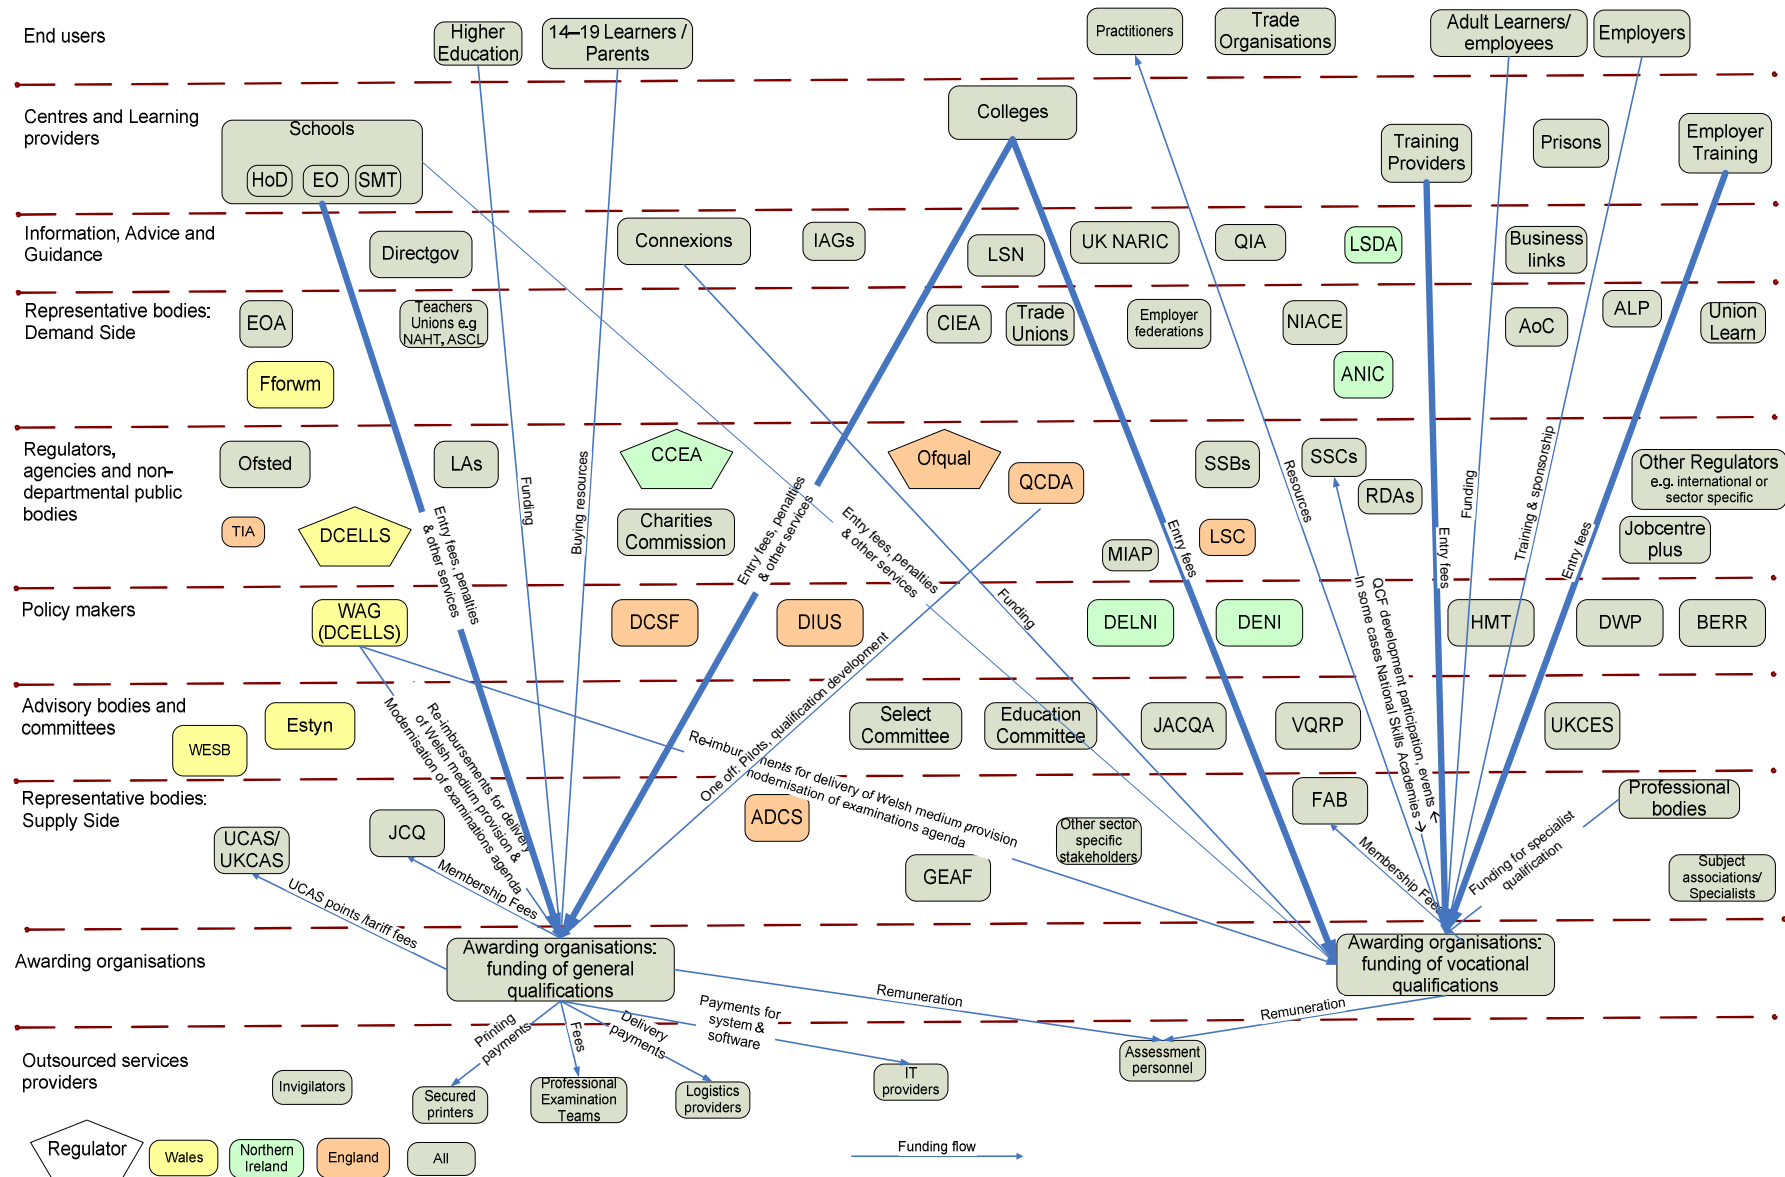 End users
Higher
Education
14–19 Learners /
Parents
Practitioners
Trade
Organisations
Adult Learners/
employees
Employers
Centres and Learning
providers
Schools
HoD
EO
SMT
Colleges
Training
Providers
Prisons
Employer
Training
Information, Advice and
Guidance
Directgov
Connexions
IAGs
LSN
UK NARIC
QIA
LSDA
Business
links
Representative bodies:
Demand Side
EOA
Teachers
Unions e.g
NAHT, ASCL
CIEA
Trade
Unions
Employer
federations
NIACE
AoC
ALP
Union
Learn
Fforwm
ANIC
Regulators,
agencies and non-
departmental public
bodies
Ofsted
LAs
CCEA
Ofqual
QCDA
SSBs
SSCs
RDAs
Other Regulators
e.g. international or
sector specific
TIA
DCELLS
Charities
Commission
MIAP
LSC
Jobcentre
plus
Entry fees, penalties
& other services
Funding
Buying resources
Entry fees, penalties
& other services
Entry fees, penalties
& other services
Funding
Entry fees
Resources
QCF development participation, events
In some cases National Skills Academies
Entry fees
Funding
Training & sponsorship
Entry fees
Policy makers
WAG
(DCELLS)
DCSF
DIUS
DELNI
DENI
HMT
DWP
BERR
Advisory bodies and
committees
WESB
Estyn
Select
Committee
Education
Committee
JACQA
VQRP
UKCES
Re-imbursements for delivery
of Welsh medium provision &
Modernisation of examinations agenda
One off: Pilots, qualification development
Re-imbur ments for delivery of Welsh medium provision
modernisation of examinations agenda
Representative bodies:
Supply Side
UCAS/
UKCAS
JCQ
ADCS
GEAF
Other sector
specific
stakeholders
FAB
Professional
bodies
Subject
associations/
Specialists
UCAS points /tariff fees
Membership Fees
Membership Fees
Funding for specialist
qualification
Awarding organisations
Awarding organisations:
funding of general
qualifications
Awarding organisations:
funding of vocational
qualifications
Remuneration
Remuneration
Printing
payments
Fees
Delivery
payments
Payments for
system &
software
Outsourced services
providers
Invigilators
Secured
printers
Professional
Examination
Teams
Logistics
providers
IT
providers
Assessment
personnel
Regulator
Wales
Northern
Ireland
England
All
Funding flow